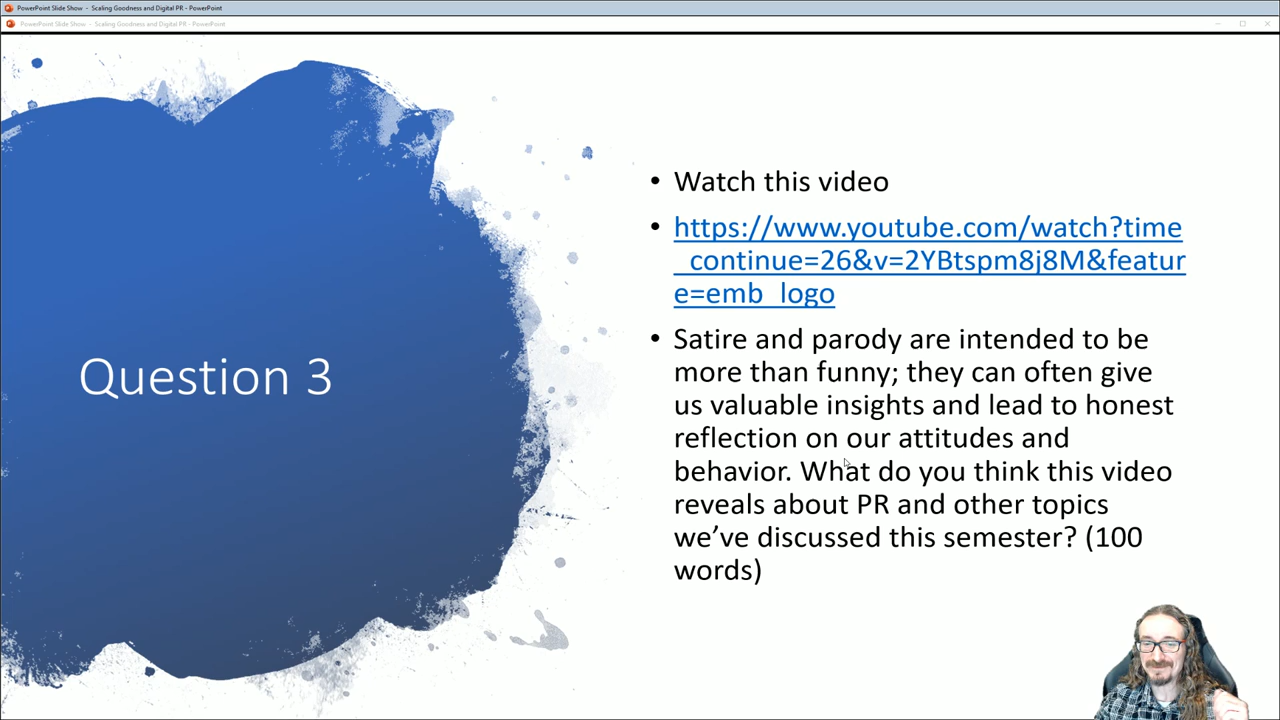 PowerPoint Slide Show - Scaling Goodness and Digital PR - PowerPoint
PowerPoint Slide Show - Scaling Goodness and Digital PR - PowerPoint
Question 3
• Watch this video
• https://www.youtube.com/watch?time
_continue=26&v=2YBtspm8j8M&featur
e=emb_logo
• Satire and parody are intended to be
more than funny; they can often give
us valuable insights and lead to honest
reflection on our attitudes and
behavior. What do you think this video
reveals about PR and other topics
we’ve discussed this semester? (100
words)